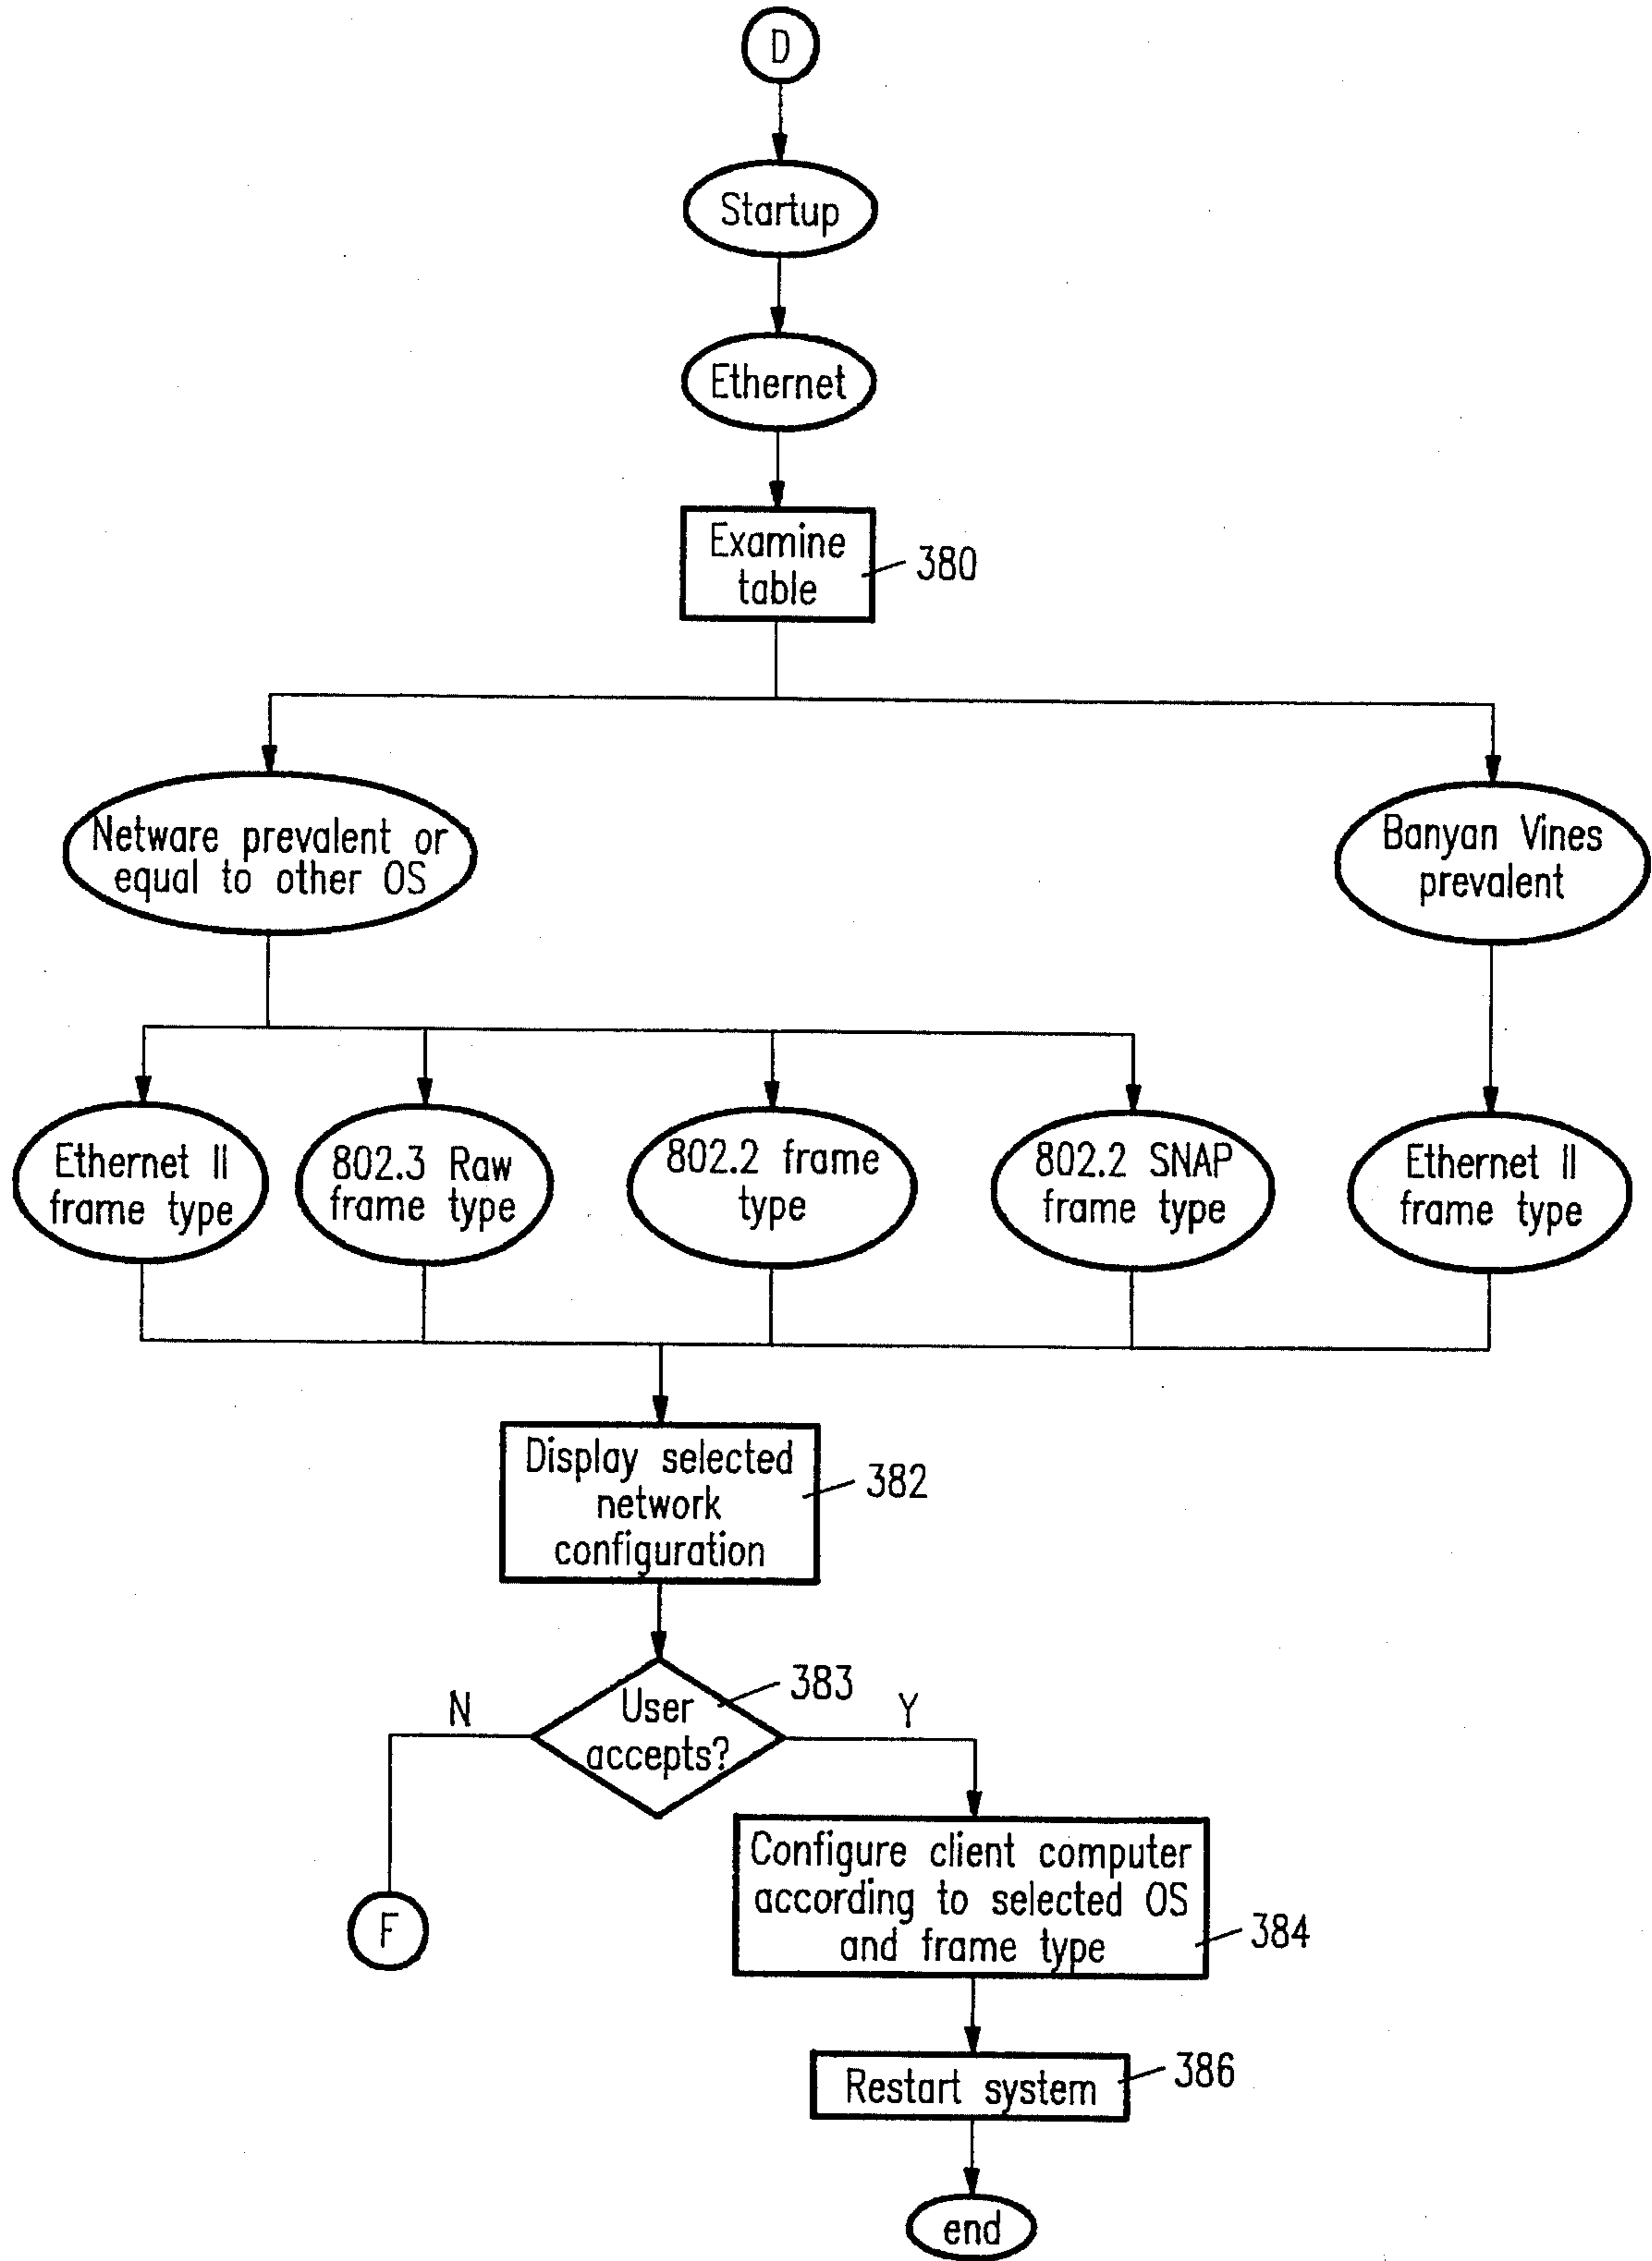 D
Startup
Ethernet
Examine
table
380
Netware prevalent or
equal to other OS
Banyan Vines
prevalent
Ethernet II
frame type
802.3 Raw
frame type
802.2 frame
type
802.2 SNAP
frame type
Ethernet II
frame type
Display selected
network
configuration
382
User
accepts?
383
N
Y
F
Configure client computer
according to selected OS
and frame type
384
Restart system
386
end